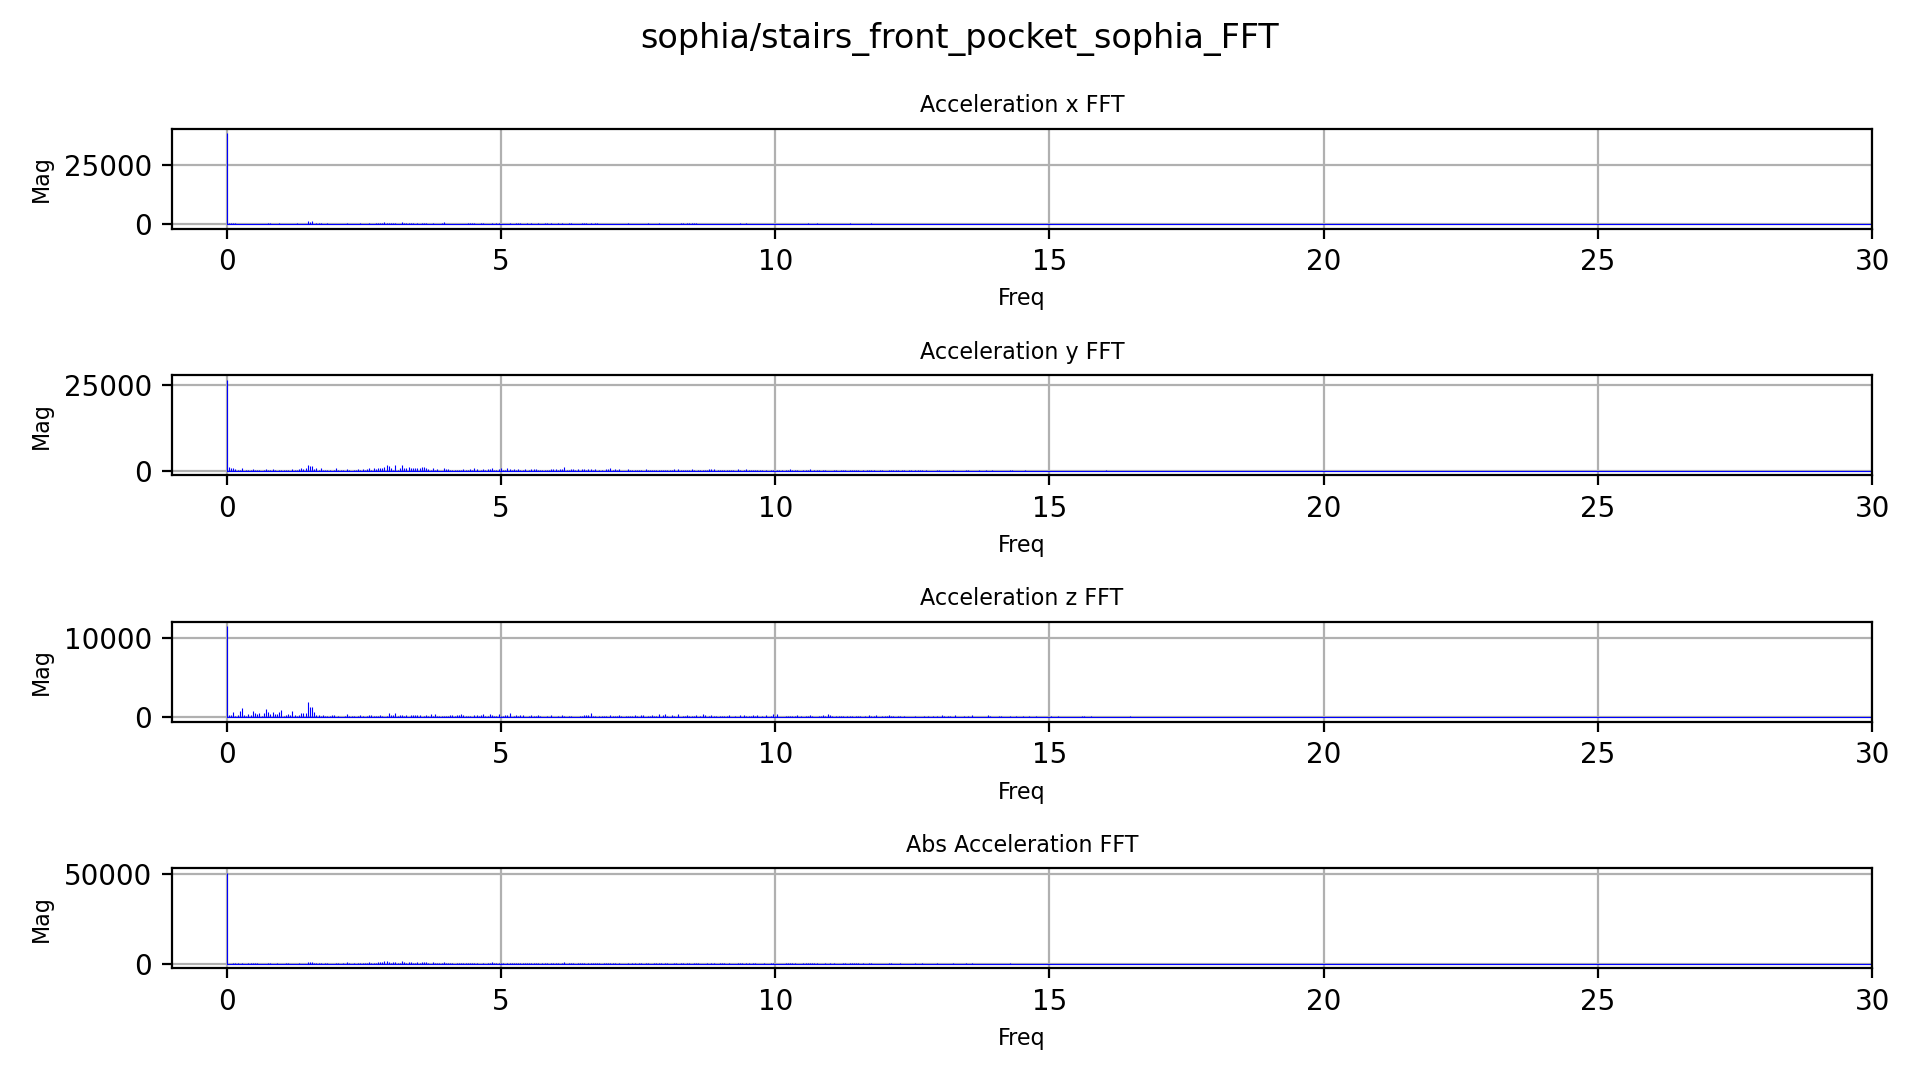 sophia/stairs_front_pocket_sophia_FFT
Acceleration x FFT
Mag
25000
0
0 5 10 15 20 25 30
Freq
Acceleration y FFT
Mag
25000
0
0 5 10 15 20 25 30
Freq
Acceleration z FFT
Mag
10000
0
0 5 10 15 20 25 30
Freq
Abs Acceleration FFT
Mag
50000
0
0 5 10 15 20 25 30
Freq